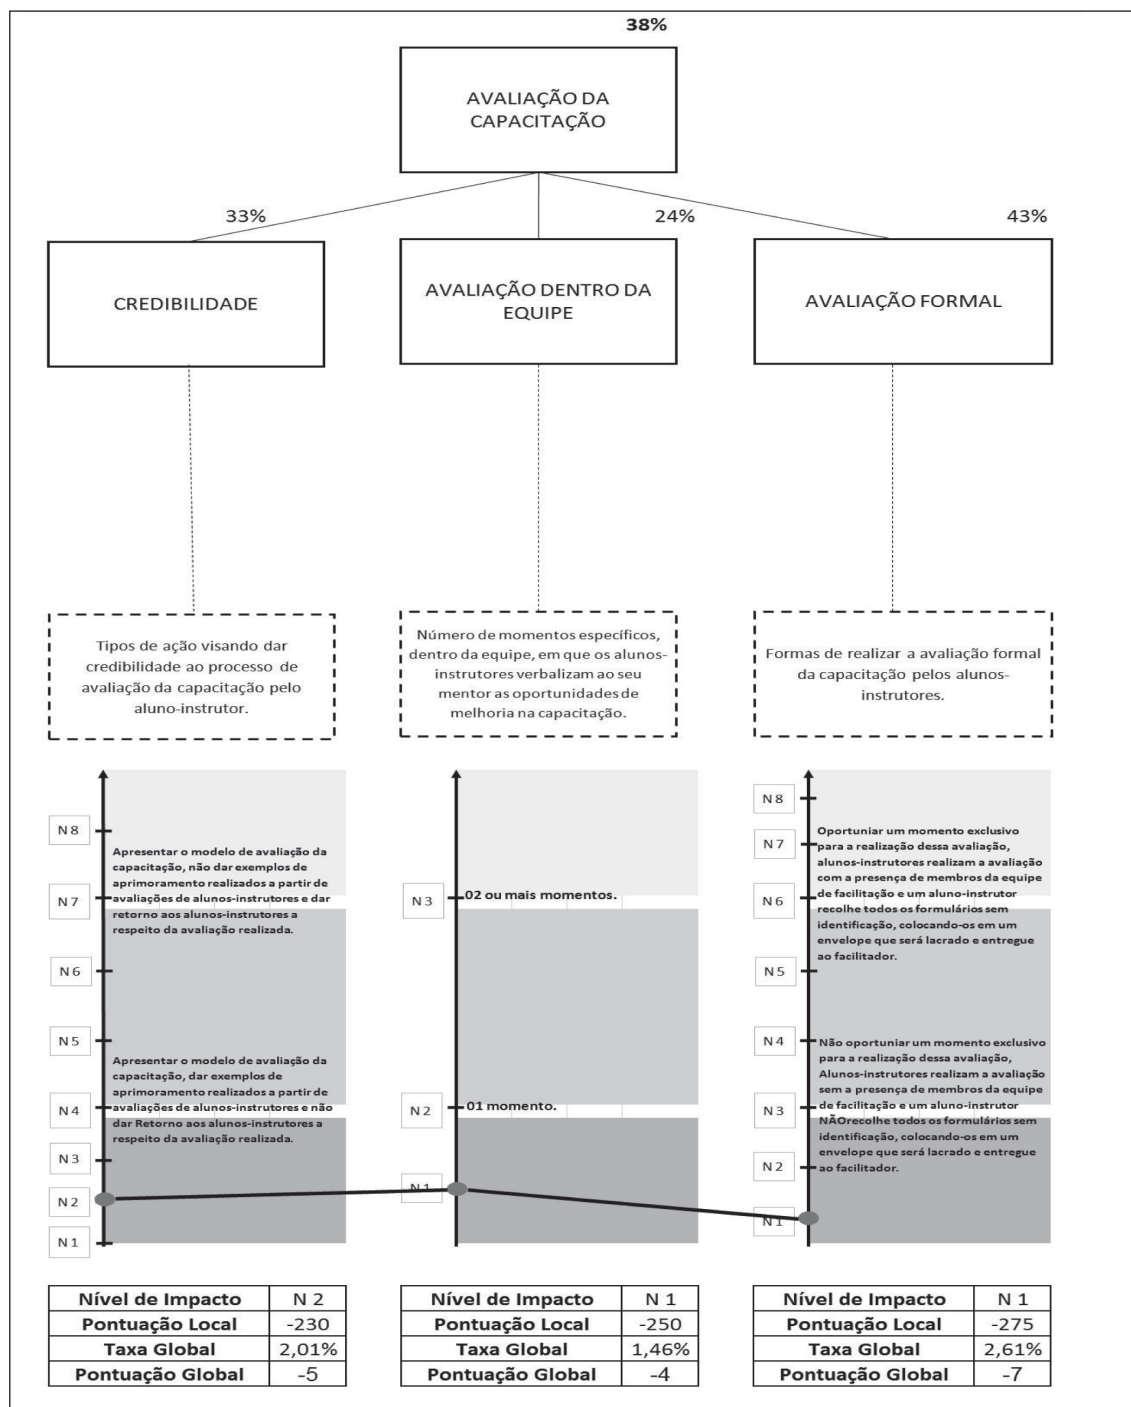 38%
AVALIAÇÃO DA
CAPACITAÇÃO
33%
24%
43%
CREDIBILIDADE
AVALIAÇÃO DENTRO DA
EQUIPE
AVALIAÇÃO FORMAL
Tipos de ação visando dar
credibilidade ao processo de
avaliação da capacitação pelo
aluno-instrutor.
Número de momentos específicos,
dentro da equipe, em que os alunos-
instrutores verbalizam ao seu
mentor as oportunidades de
melhoria na capacitação.
Formas de realizar a avaliação formal
da capacitação pelos alunos-
instrutores.
N 8
N 7
N 6
N 5
N 4
N 3
N 2
N 1
Apresentar o modelo de avaliação da
capacitação, não dar exemplos de
aprimoramento realizados a partir de
avaliações de alunos-instrutores e dar
retorno aos alunos-instrutores a
respeito da avaliação realizada.
Apresentar o modelo de avaliação da
capacitação, dar exemplos de
aprimoramento realizados a partir de
avaliações de alunos-instrutores e não
dar Retorno aos alunos-instrutores a
respeito da avaliação realizada.
N 3
02 ou mais momentos.
N 2
01 momento.
N 1
N 8
N 7
N 6
N 5
N 4
N 3
N 2
N 1
Oportuniar um momento exclusivo
para a realização dessa avaliação,
alunos-instrutores realizam a avaliação
com a presença de membros da equipe
de facilitação e um aluno-instrutor
recolhe todos os formulários sem
identificação, colocando-os em um
envelope que será lacrado e entregue
ao facilitador.
Não oportuniar um momento exclusivo
para a realização dessa avaliação,
Alunos-instrutores realizam a avaliação
sem a presença de membros da equipe
de facilitação e um aluno-instrutor
NÃOrecolhe todos os formulários sem
identificação, colocando-os em um
envelope que será lacrado e entregue
ao facilitador.
Nível de Impacto N 2
Pontuação Local -230
Taxa Global 2,01%
Pontuação Global -5
Nível de Impacto N 1
Pontuação Local -250
Taxa Global 1,46%
Pontuação Global -4
Nível de Impacto N 1
Pontuação Local -275
Taxa Global 2,61%
Pontuação Global -7